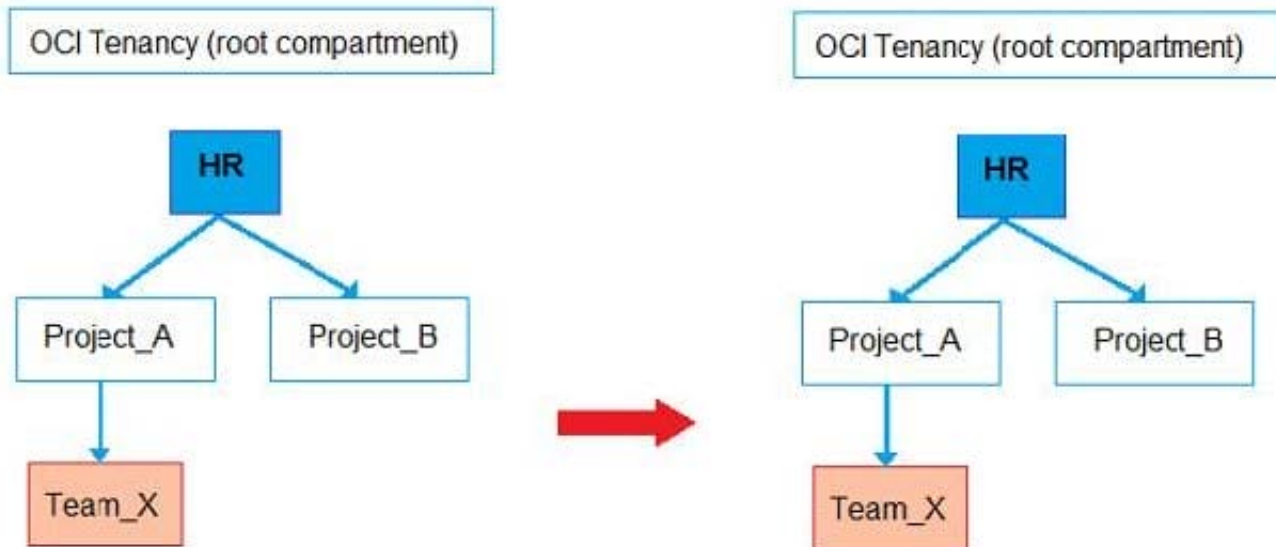 OCI Tenancy (root compartment)
HR
Project_A
Project_B
Team_X
OCI Tenancy (root compartment)
HR
Project_A
Project_B
Team_X